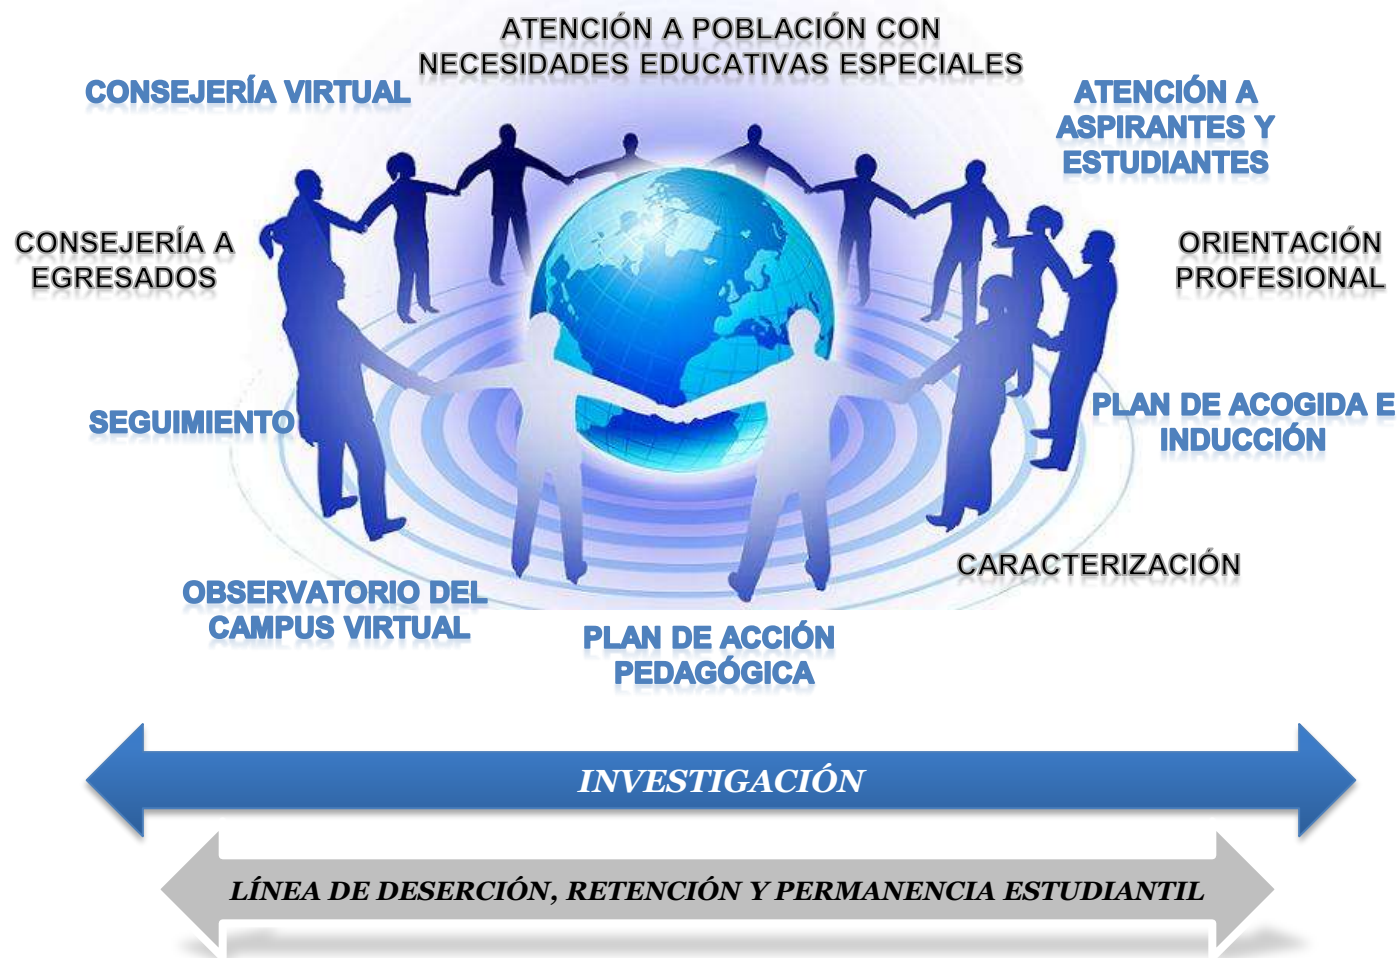 ATENCIÓN A POBLACIÓN CON
NECESIDADES EDUCATIVAS ESPECIALES
CONSEJERÍA VIRTUAL
ATENCIÓN A
ASPIRANTES Y
ESTUDIANTES
CONSEJERÍA A
EGRESADOS
ORIENTACIÓN
PROFESIONAL
SEGUIMIENTO
PLAN DE ACOGIDA E
INDUCCIÓN
CARACTERIZACIÓN
OBSERVATORIO DEL
CAMPUS VIRTUAL
PLAN DE ACCIÓN
PEDAGÓGICA
INVESTIGACIÓN
LÍNEA DE DESERCIÓN, RETENCIÓN Y PERMANENCIA ESTUDIANTIL